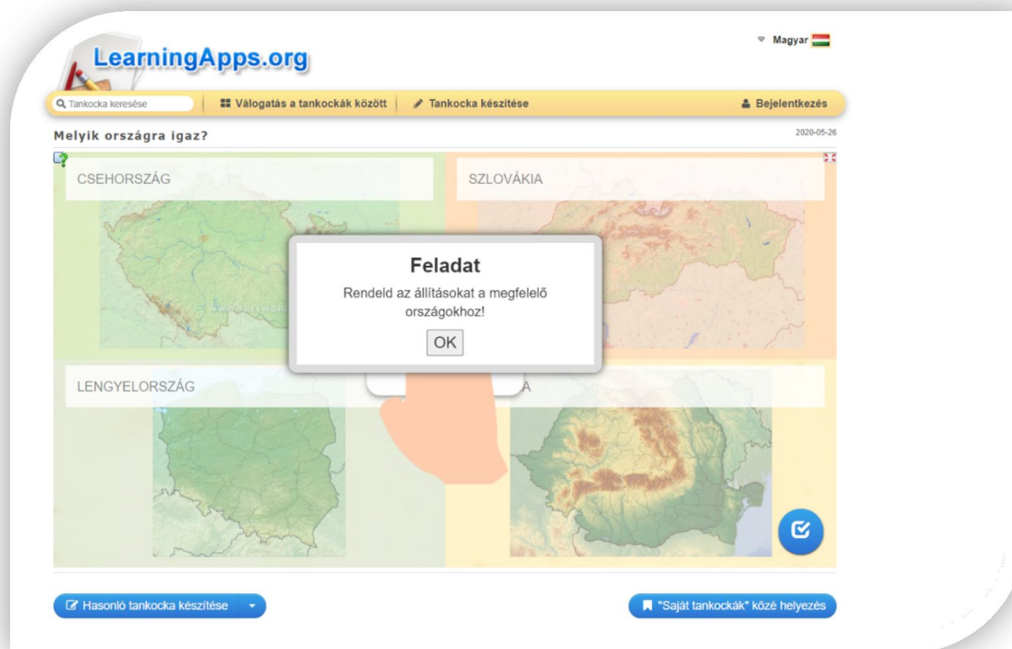 LearningApps.org
Magyar
Tankocka keresése
Válogatás a tankockák között
Tankocka készítése
Bejelentkezés
Melyik országra igaz?
2020-05-26
CSEHORSZÁG
SZLOVÁKIA
Feladat
Rendeld az állításokat a megfelelő
országokhoz!
OK
LENGYELORSZÁG
A
Hasonló tankocka készítése
"Saját tankockák" közé helyezés